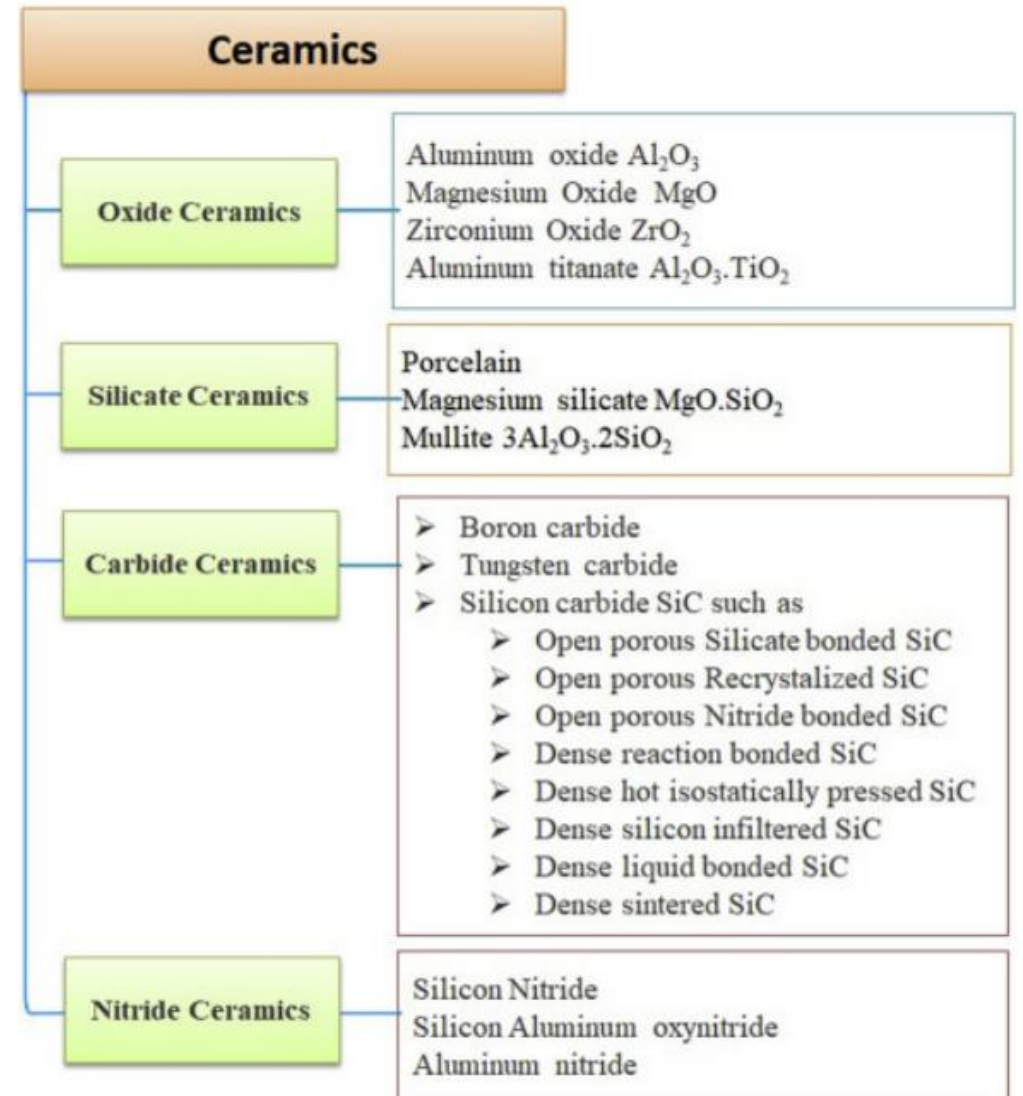 Ceramics
Oxide Ceramics
Aluminum oxide Al₂O₃
Magnesium Oxide MgO
Zirconium Oxide ZrO₂
Aluminum titanate Al₂O₃.TiO₂
Silicate Ceramics
Porcelain
Magnesium silicate MgO.SiO₂
Mullite 3Al₂O₃.2SiO₂
Carbide Ceramics
➢ Boron carbide
➢ Tungsten carbide
➢ Silicon carbide SiC such as
➢ Open porous Silicate bonded SiC
➢ Open porous Recrystalized SiC
➢ Open porous Nitride bonded SiC
➢ Dense reaction bonded SiC
➢ Dense hot isostatically pressed SiC
➢ Dense silicon infiltered SiC
➢ Dense liquid bonded SiC
➢ Dense sintered SiC
Nitride Ceramics
Silicon Nitride
Silicon Aluminum oxynitride
Aluminum nitride